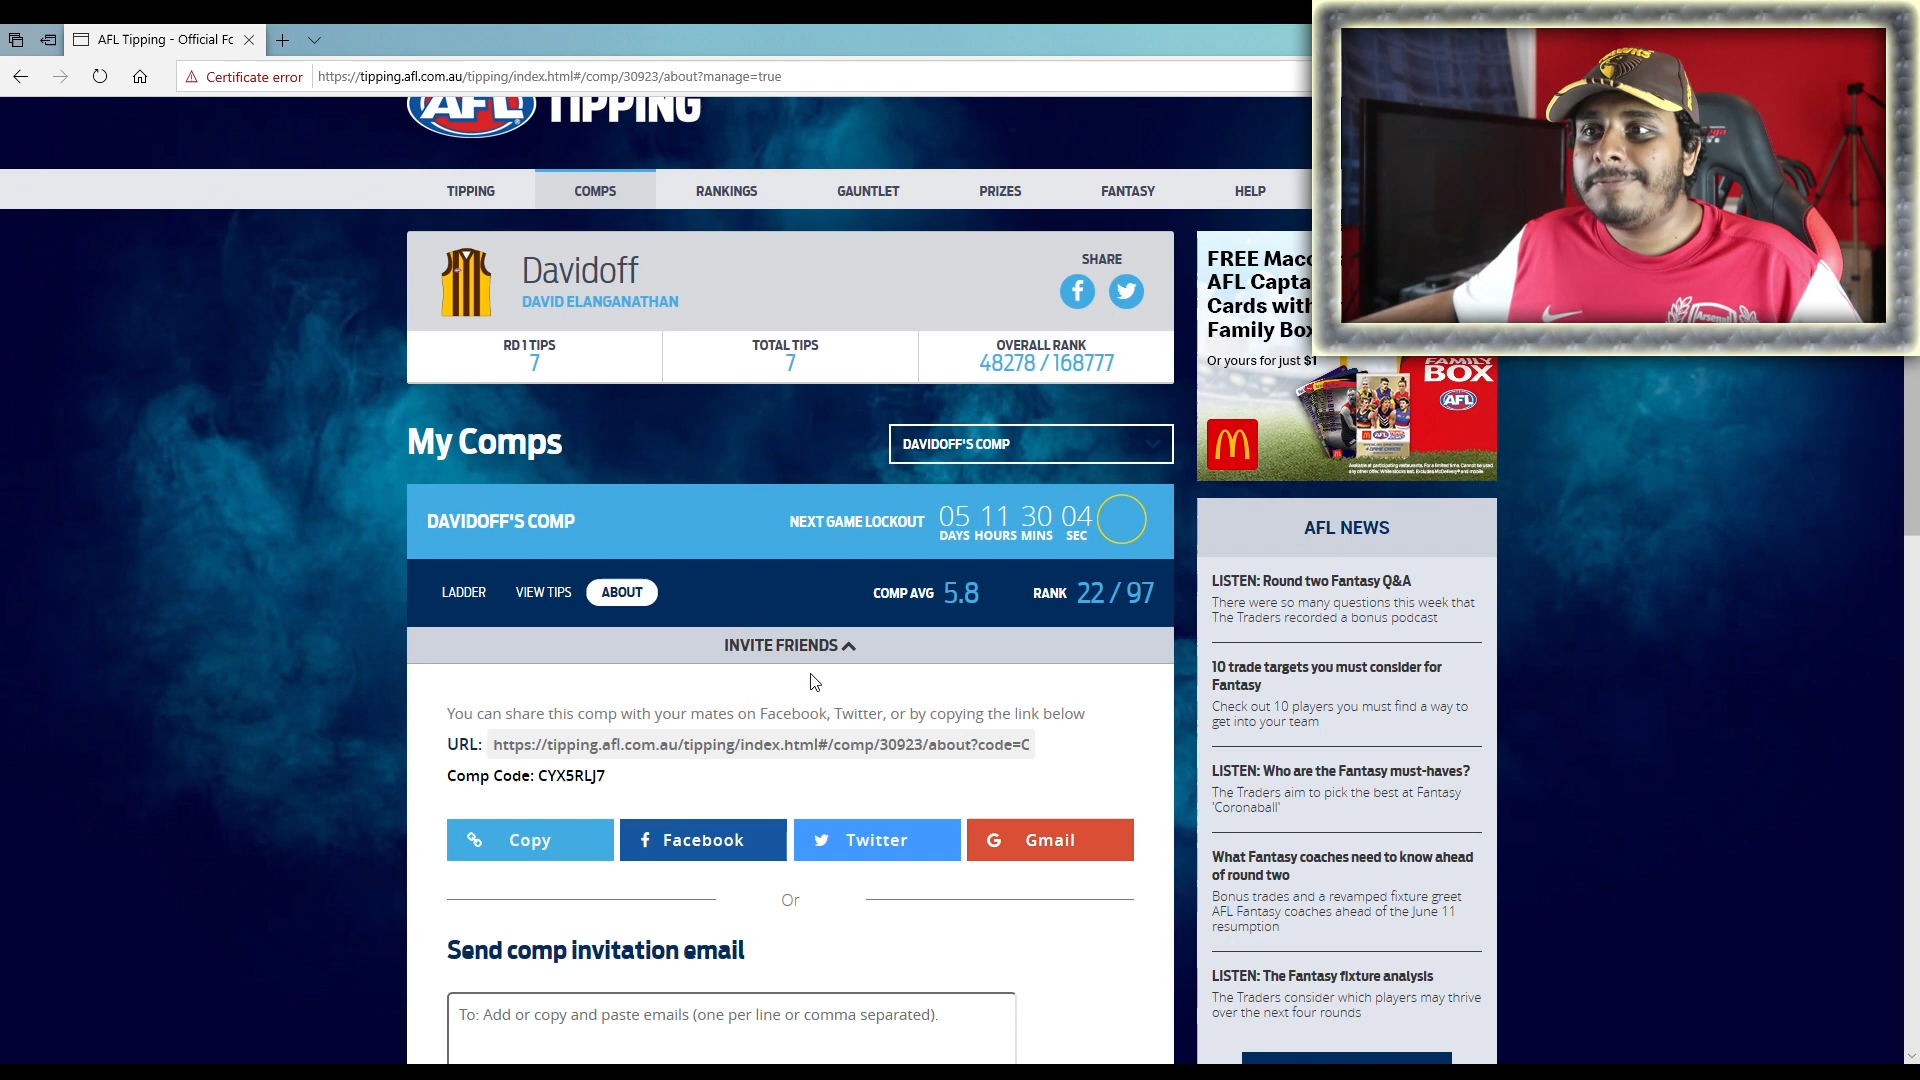 AFL Tipping - Official Fc
Certificate error
https://tipping.afl.com.au/tipping/index.html#/comp/30923/about?manage=true
AFL TIPPING
TIPPING
COMPS
RANKINGS
GAUNTLET
PRIZES
FANTASY
HELP
Davidoff
DAVID ELANGANATHAN
SHARE
RD 1 TIPS
7
TOTAL TIPS
7
OVERALL RANK
48278 / 168777
My Comps
DAVIDOFF'S COMP
DAVIDOFF'S COMP
NEXT GAME LOCKOUT
05 11 30 04
DAYS HOURS MINS SEC
LADDER
VIEW TIPS
ABOUT
COMP AVG 5.8
RANK 22 / 97
INVITE FRIENDS
You can share this comp with your mates on Facebook, Twitter, or by copying the link below
URL: https://tipping.afl.com.au/tipping/index.html#/comp/30923/about?code=C
Comp Code: CYX5RLJ7
Copy
Facebook
Twitter
Gmail
Or
Send comp invitation email
To: Add or copy and paste emails (one per line or comma separated).
FREE Macc
AFL Capta
Cards with
Family Box
Or yours for just $1
FAMILY
BOX
AFL
AFL NEWS
LISTEN: Round two Fantasy Q&A
There were so many questions this week that
The Traders recorded a bonus podcast
10 trade targets you must consider for
Fantasy
Check out 10 players you must find a way to
get into your team
LISTEN: Who are the Fantasy must-haves?
The Traders aim to pick the best at Fantasy
'Coronaball'
What Fantasy coaches need to know ahead
of round two
Bonus trades and a revamped fixture greet
AFL Fantasy coaches ahead of the June 11
resumption
LISTEN: The Fantasy fixture analysis
The Traders consider which players may thrive
over the next four rounds
HAWKS
Arsenal